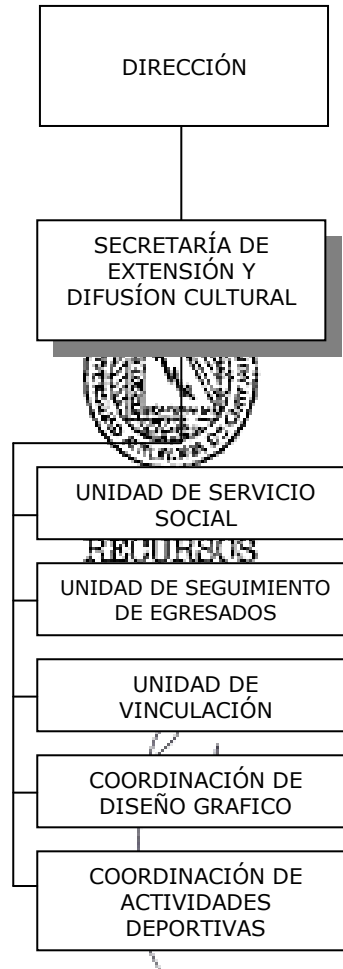 DIRECCIÓN
SECRETARÍA DE
EXTENSIÓN Y
DIFUSÍON CULTURAL
UNIDAD DE SERVICIO
SOCIAL
RECURSOS
UNIDAD DE SEGUIMIENTO
DE EGRESADOS
UNIDAD DE
VINCULACIÓN
COORDINACIÓN DE
DISEÑO GRAFICO
COORDINACIÓN DE
ACTIVIDADES
DEPORTIVAS